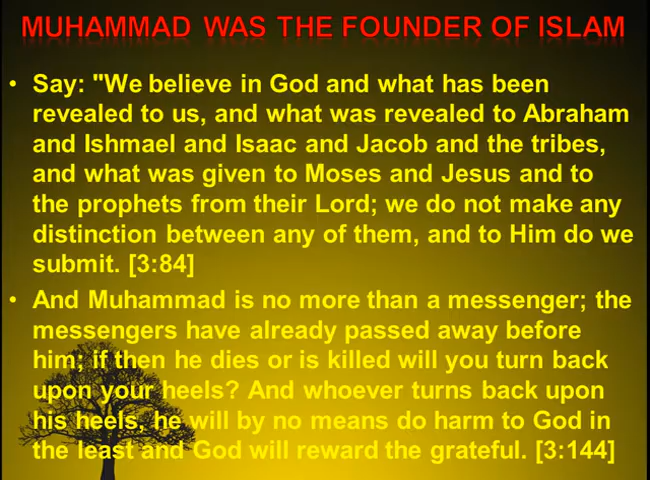 MUHAMMAD WAS THE FOUNDER OF ISLAM
• Say: "We believe in God and what has been
revealed to us, and what was revealed to Abraham
and Ishmael and Isaac and Jacob and the tribes,
and what was given to Moses and Jesus and to
the prophets from their Lord; we do not make any
distinction between any of them, and to Him do we
submit. [3:84]
• And Muhammad is no more than a messenger; the
messengers have already passed away before
him; if then he dies or is killed will you turn back
upon your heels? And whoever turns back upon
his heels, he will by no means do harm to God in
the least and God will reward the grateful. [3:144]